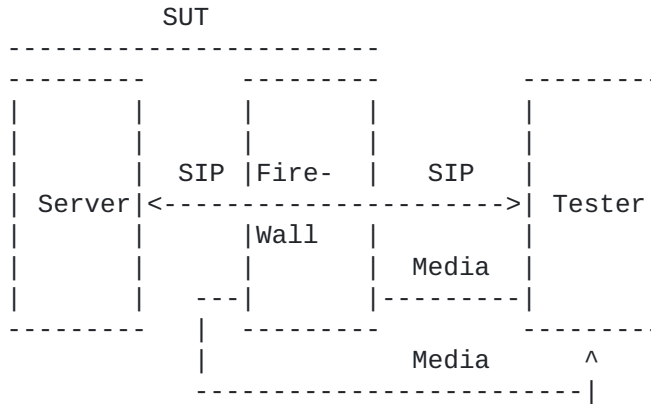 SUT
SIP Fire- SIP
Server Tester
Wall
Media
Media